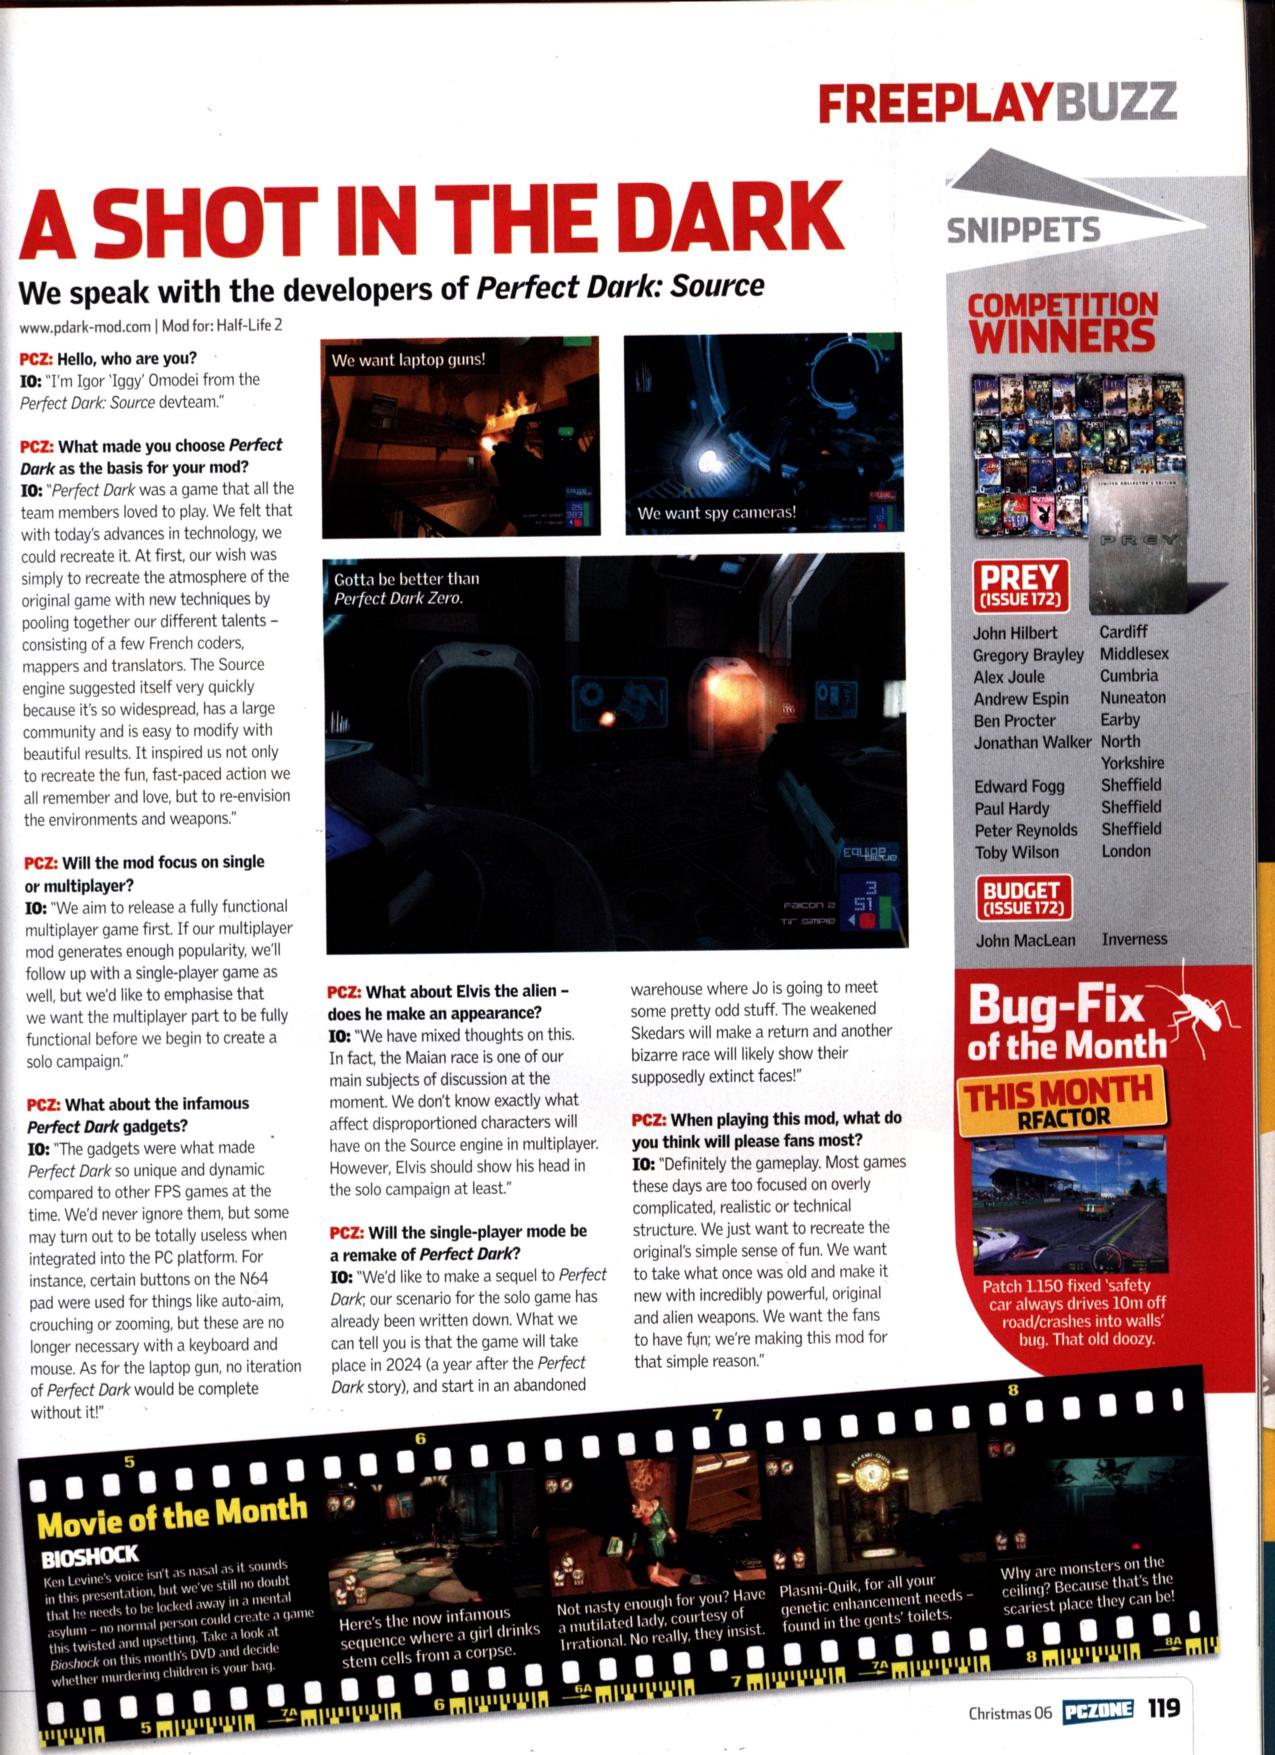 FREEPLAYBUZZ
A SHOT IN THE DARK
We speak with the developers of Perfect Dark: Source
www.pdark-mod.com | Mod for: Half-Life 2
PCZ: Hello, who are you?
IO: "I'm Igor 'Iggy' Omodei from the
Perfect Dark: Source devteam."
PCZ: What made you choose Perfect
Dark as the basis for your mod?
IO: "Perfect Dark was a game that all the
team members loved to play. We felt that
with today's advances in technology, we
could recreate it. At first, our wish was
simply to recreate the atmosphere of the
original game with new techniques by
pooling together our different talents –
consisting of a few French coders,
mappers and translators. The Source
engine suggested itself very quickly
because it's so widespread, has a large
community and is easy to modify with
beautiful results. It inspired us not only
to recreate the fun, fast-paced action we
all remember and love, but to re-envision
the environments and weapons."
PCZ: Will the mod focus on single
or multiplayer?
IO: "We aim to release a fully functional
multiplayer game first. If our multiplayer
mod generates enough popularity, we'll
follow up with a single-player game as
well, but we'd like to emphasise that
we want the multiplayer part to be fully
functional before we begin to create a
solo campaign."
PCZ: What about the infamous
Perfect Dark gadgets?
IO: "The gadgets were what made
Perfect Dark so unique and dynamic
compared to other FPS games at the
time. We'd never ignore them, but some
may turn out to be totally useless when
integrated into the PC platform. For
instance, certain buttons on the N64
pad were used for things like auto-aim,
crouching or zooming, but these are no
longer necessary with a keyboard and
mouse. As for the laptop gun, no iteration
of Perfect Dark would be complete
without it!"
We want laptop guns!
We want spy cameras!
Gotta be better than
Perfect Dark Zero.
EQUIPE
BLEUE
FALCON 2
TIR SIMPLE
PCZ: What about Elvis the alien –
does he make an appearance?
IO: "We have mixed thoughts on this.
In fact, the Maian race is one of our
main subjects of discussion at the
moment. We don't know exactly what
affect disproportioned characters will
have on the Source engine in multiplayer.
However, Elvis should show his head in
the solo campaign at least."
PCZ: Will the single-player mode be
a remake of Perfect Dark?
IO: "We'd like to make a sequel to Perfect
Dark; our scenario for the solo game has
already been written down. What we
can tell you is that the game will take
place in 2024 (a year after the Perfect
Dark story), and start in an abandoned
warehouse where Jo is going to meet
some pretty odd stuff. The weakened
Skedars will make a return and another
bizarre race will likely show their
supposedly extinct faces!"
PCZ: When playing this mod, what do
you think will please fans most?
IO: "Definitely the gameplay. Most games
these days are too focused on overly
complicated, realistic or technical
structure. We just want to recreate the
original's simple sense of fun. We want
to take what once was old and make it
new with incredibly powerful, original
and alien weapons. We want the fans
to have fun; we're making this mod for
that simple reason."
SNIPPETS
COMPETITION
WINNERS
LIMITED COLLECTOR'S EDITION
PREY
PREY
(ISSUE 172)
John Hilbert Cardiff
Gregory Brayley Middlesex
Alex Joule Cumbria
Andrew Espin Nuneaton
Ben Procter Earby
Jonathan Walker North
Yorkshire
Edward Fogg Sheffield
Paul Hardy Sheffield
Peter Reynolds Sheffield
Toby Wilson London
BUDGET
(ISSUE 172)
John MacLean Inverness
Bug-Fix
of the Month
THIS MONTH
RFACTOR
Patch 1.150 fixed 'safety
car always drives 10m off
road/crashes into walls'
bug. That old doozy.
5 6 7 8
Movie of the Month
BIOSHOCK
Ken Levine's voice isn't as nasal as it sounds
in this presentation, but we've still no doubt
that he needs to be locked away in a mental
asylum – no normal person could create a game
this twisted and upsetting. Take a look at
Bioshock on this month's DVD and decide
whether murdering children is your bag.
Here's the now infamous
sequence where a girl drinks
stem cells from a corpse.
Not nasty enough for you? Have
a mutilated lady, courtesy of
Irrational. No really, they insist.
PLASMI-QUIK
Plasmi-Quik, for all your
genetic enhancement needs –
found in the gents' toilets.
Why are monsters on the
ceiling? Because that's the
scariest place they can be!
5 7A 6 6A 7 7A 8 8A
Christmas 06 PCZONE 119